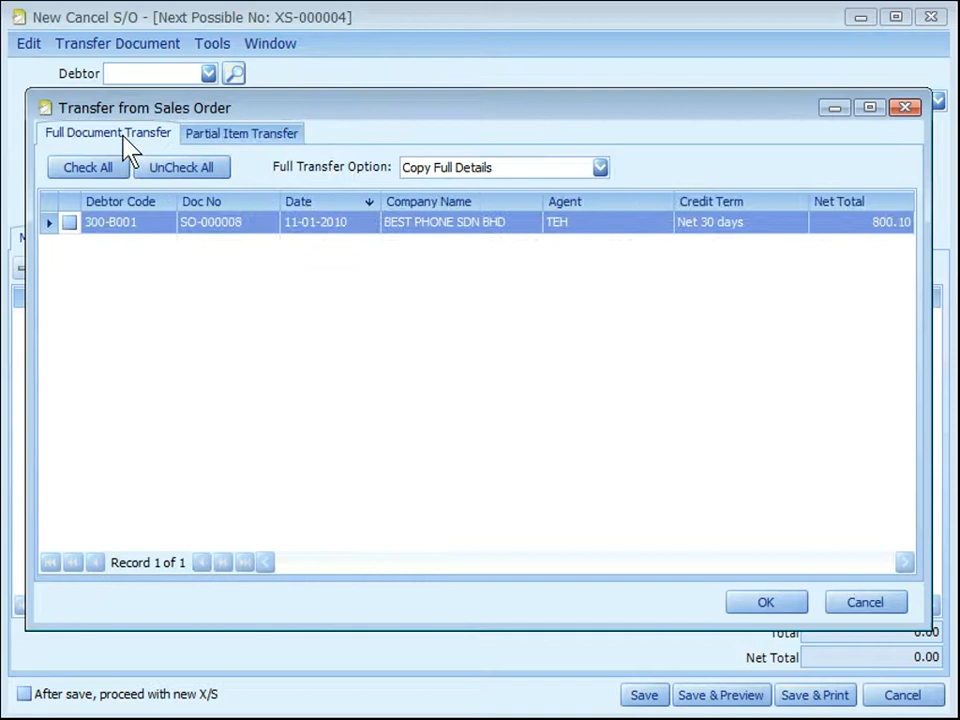 New Cancel S/O - [Next Possible No: XS-000004]
Edit Transfer Document Tools Window
Debtor
Transfer from Sales Order
Full Document Transfer Partial Item Transfer
Check All UnCheck All Full Transfer Option: Copy Full Details
Debtor Code Doc No Date Company Name Agent Credit Term Net Total
300-B001 SO-000008 11-01-2010 BEST PHONE SDN BHD TEH Net 30 days 800.10
Record 1 of 1
OK Cancel
Total 0.00
Net Total 0.00
After save, proceed with new X/S Save Save & Preview Save & Print Cancel